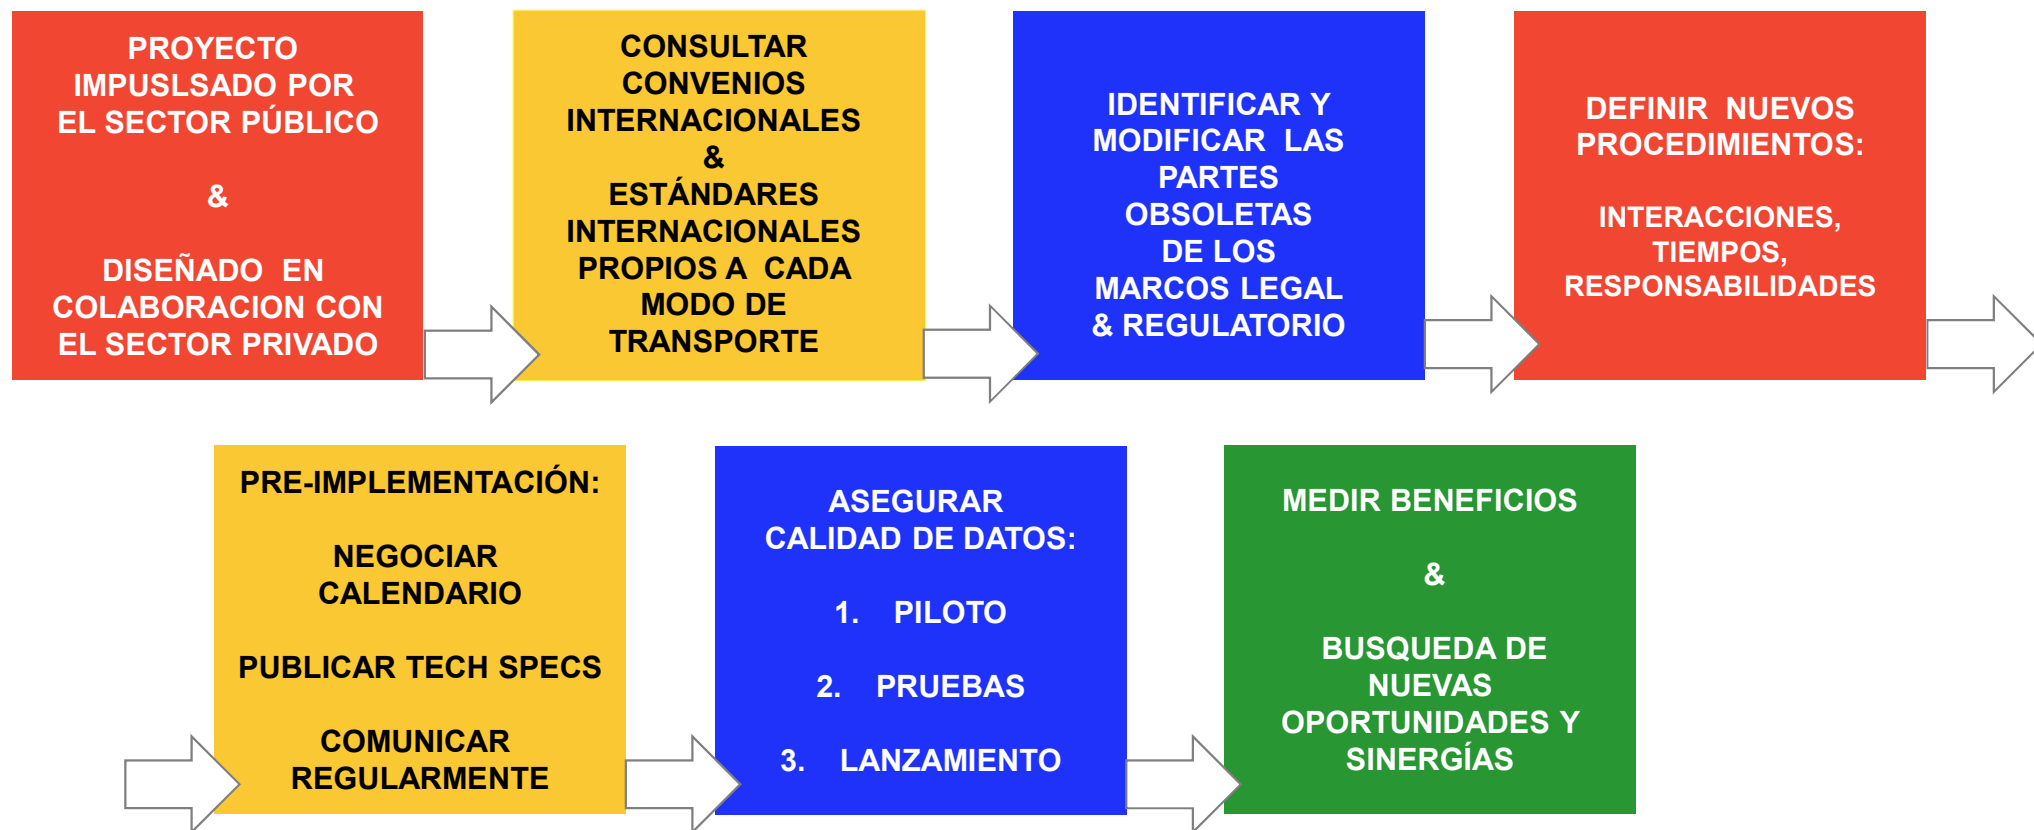 PROYECTO
IMPUSLSADO POR
EL SECTOR PÚBLICO
&
DISEÑADO EN
COLABORACION CON
EL SECTOR PRIVADO
CONSULTAR
CONVENIOS
INTERNACIONALES
&
ESTÁNDARES
INTERNACIONALES
PROPIOS A CADA
MODO DE
TRANSPORTE
IDENTIFICAR Y
MODIFICAR LAS
PARTES
OBSOLETAS
DE LOS
MARCOS LEGAL
& REGULATORIO
DEFINIR NUEVOS
PROCEDIMIENTOS:
INTERACCIONES,
TIEMPOS,
RESPONSABILIDADES
PRE-IMPLEMENTACIÓN:
NEGOCIAR
CALENDARIO
PUBLICAR TECH SPECS
COMUNICAR
REGULARMENTE
ASEGURAR
CALIDAD DE DATOS:
1. PILOTO
2. PRUEBAS
3. LANZAMIENTO
MEDIR BENEFICIOS
&
BUSQUEDA DE
NUEVAS
OPORTUNIDADES Y
SINERGÍAS